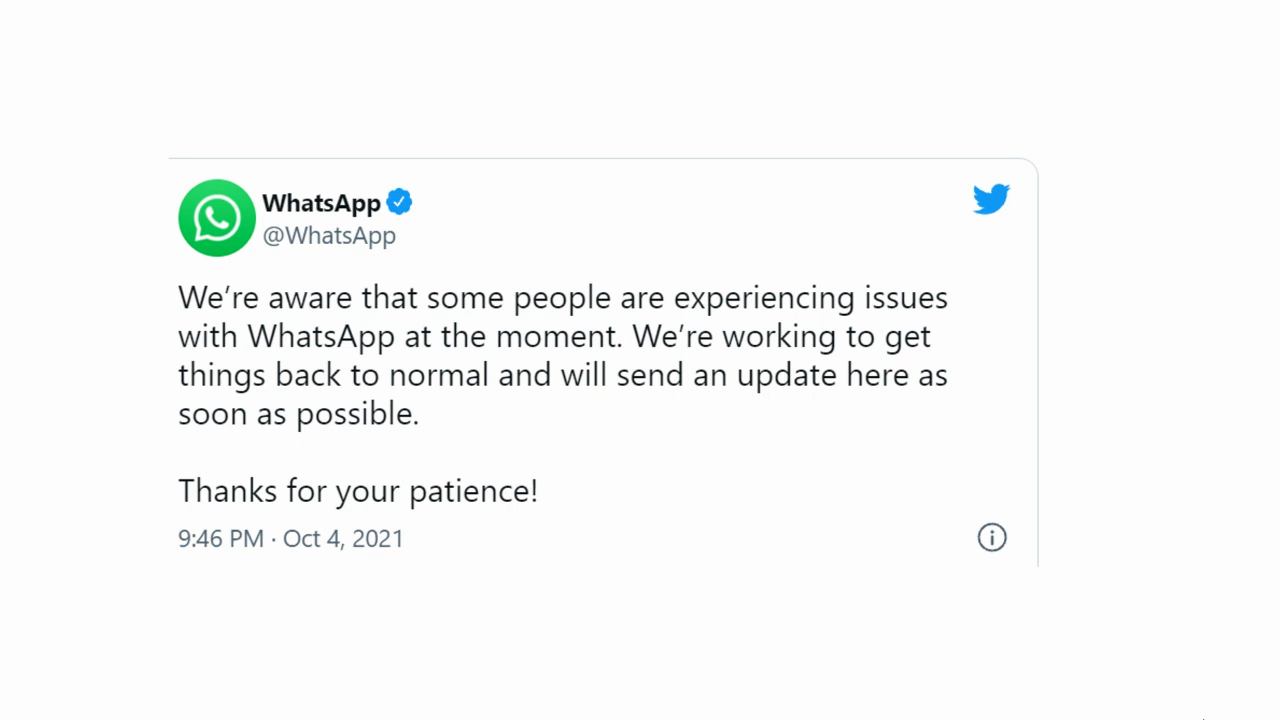 WhatsApp
@WhatsApp
We’re aware that some people are experiencing issues
with WhatsApp at the moment. We’re working to get
things back to normal and will send an update here as
soon as possible.
Thanks for your patience!
9:46 PM · Oct 4, 2021